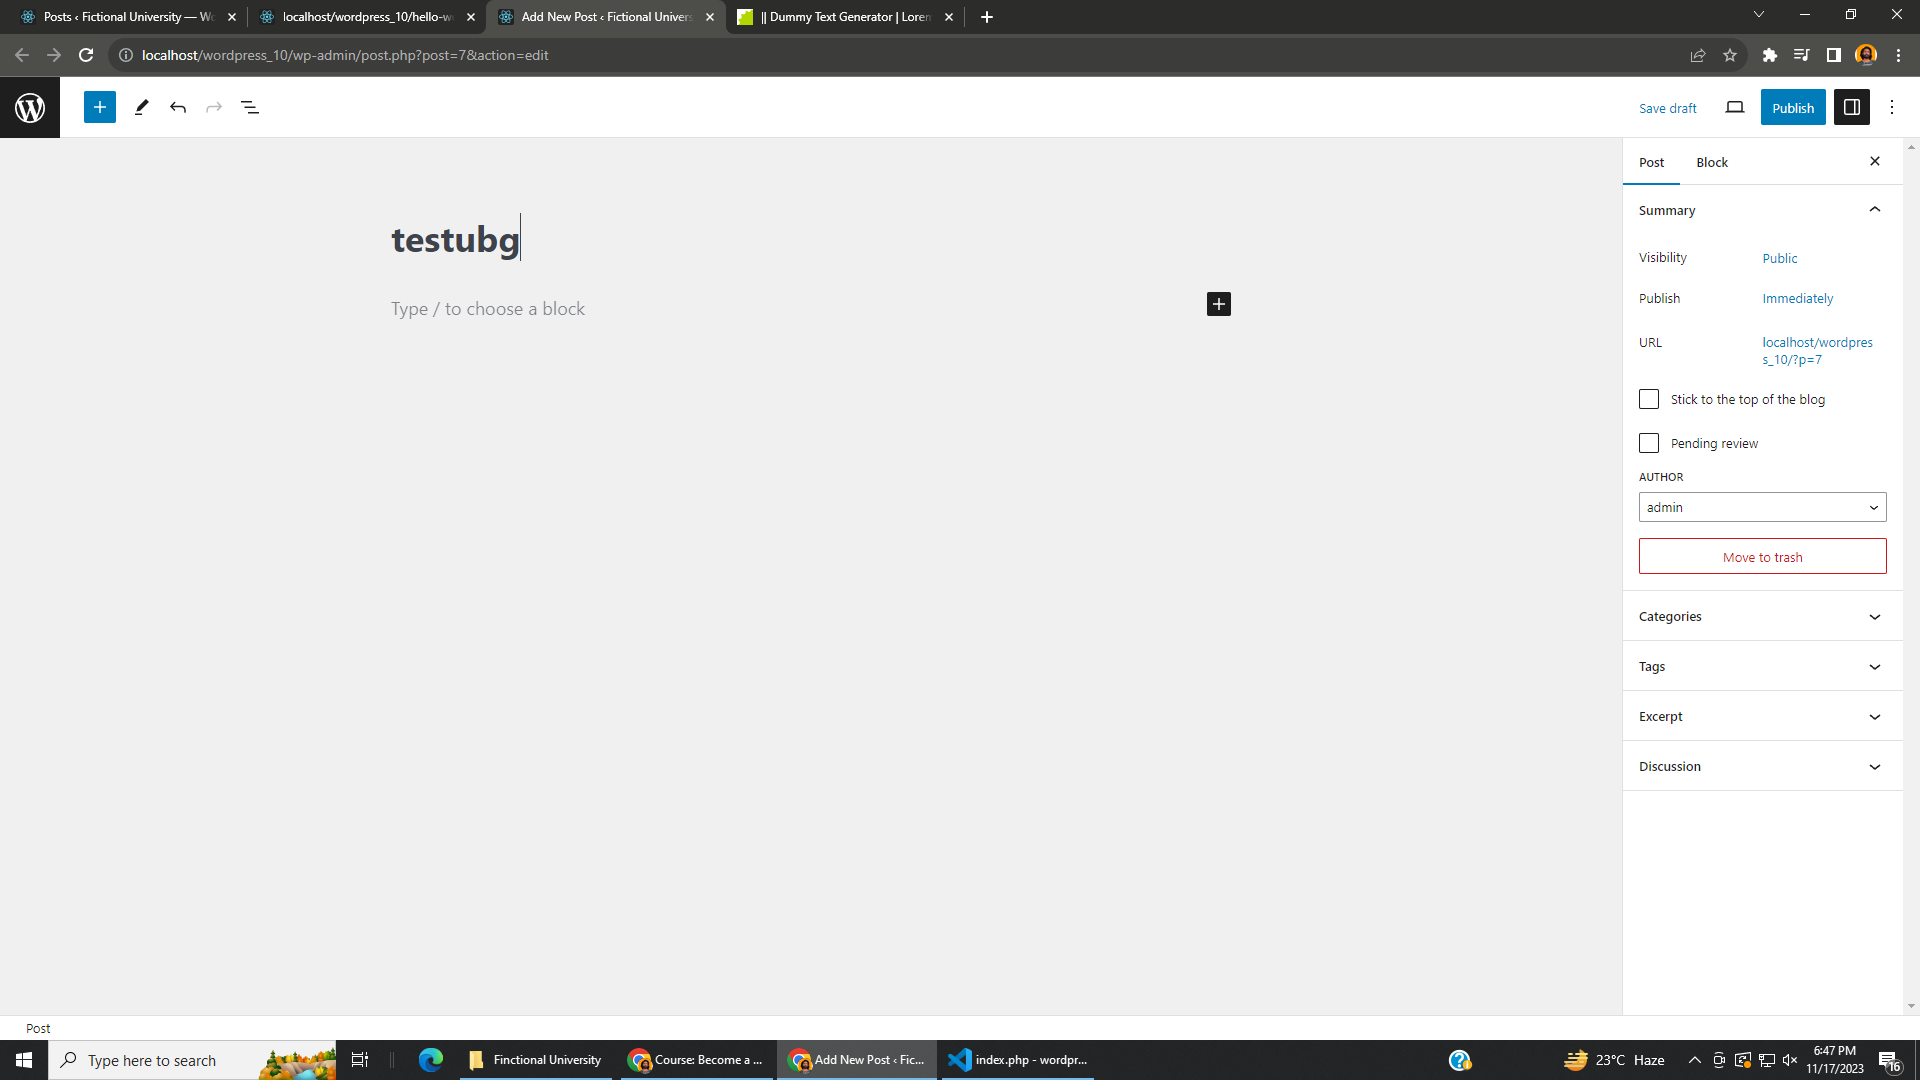 Posts ‹ Fictional University — Wo
localhost/wordpress_10/hello-w
Add New Post ‹ Fictional Univers
|| Dummy Text Generator | Loren
localhost/wordpress_10/wp-admin/post.php?post=7&action=edit
Save draft
Publish
Post
Block
testubg
Type / to choose a block
Summary
Visibility
Public
Publish
Immediately
URL
localhost/wordpres
s_10/?p=7
Stick to the top of the blog
Pending review
AUTHOR
admin
Move to trash
Categories
Tags
Excerpt
Discussion
Post
Type here to search
Finctional University
Course: Become a ...
Add New Post ‹ Fic...
index.php - wordpr...
23°C Haze
6:47 PM
11/17/2023
16